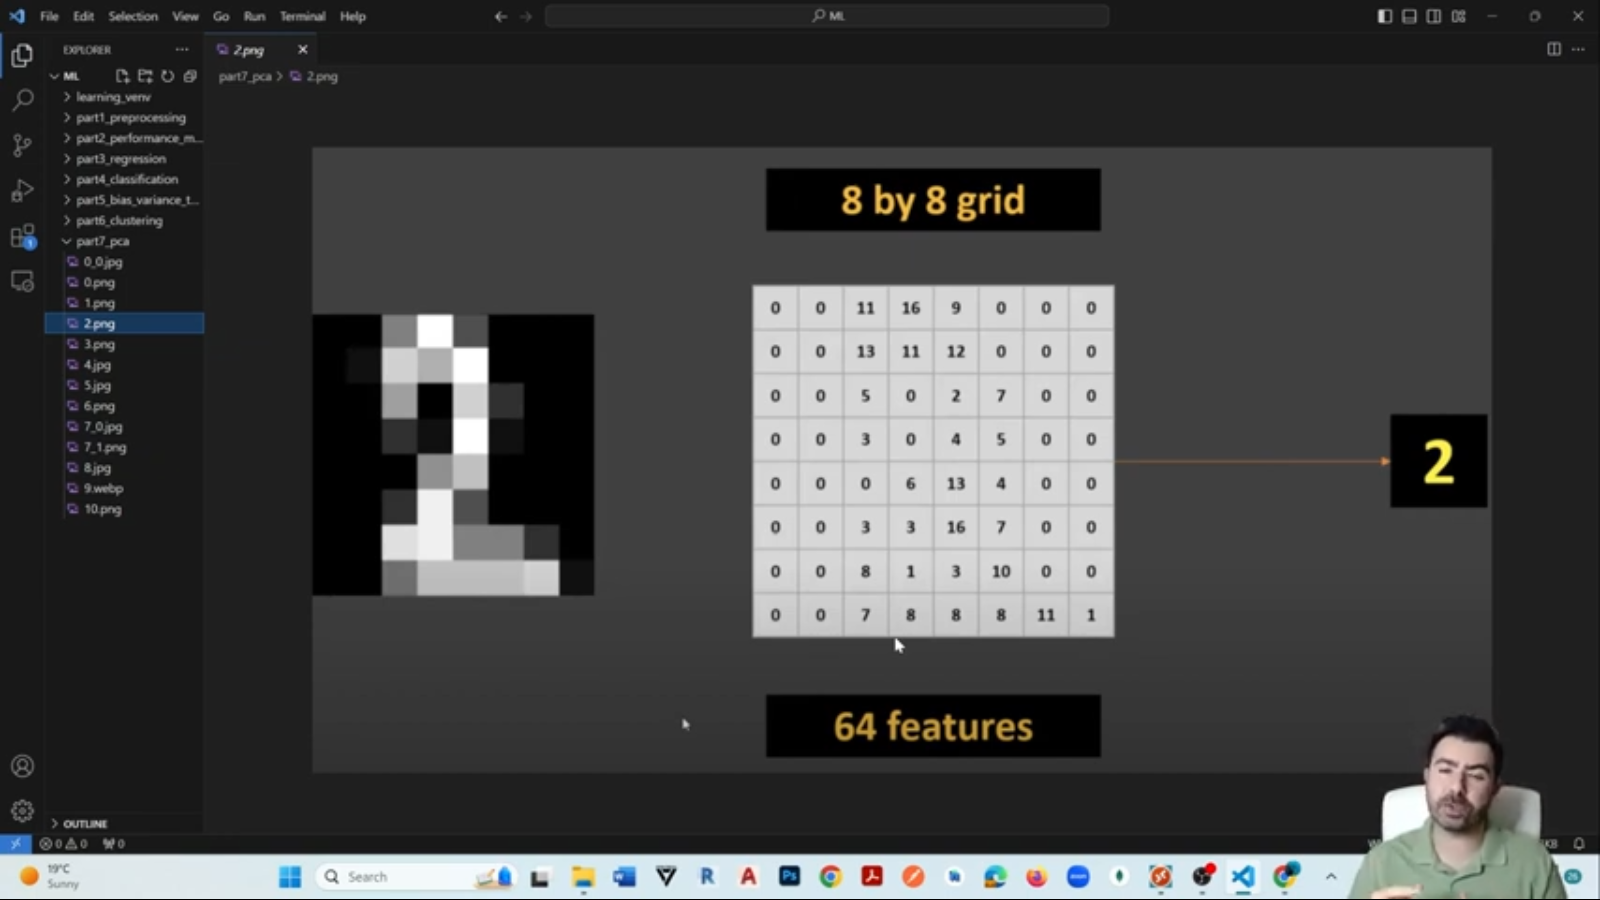 File Edit Selection View Go Run Terminal Help
ML
EXPLORER
2.png
ML
part7_pca > 2.png
learning_venv
part1_preprocessing
part2_performance_m...
part3_regression
part4_classification
part5_bias_variance_t...
part6_clustering
part7_pca
0_0.jpg
0.png
1.png
2.png
3.png
4.jpg
5.jpg
6.png
7_0.jpg
7_1.png
8.jpg
9.webp
10.png
8 by 8 grid
0 0 11 16 9 0 0 0
0 0 13 11 12 0 0 0
0 0 5 0 2 7 0 0
0 0 3 0 4 5 0 0
0 0 0 6 13 4 0 0
0 0 3 3 16 7 0 0
0 0 8 1 3 10 0 0
0 0 7 8 8 8 11 1
2
64 features
OUTLINE
0 0 0
19°C
Sunny
Search